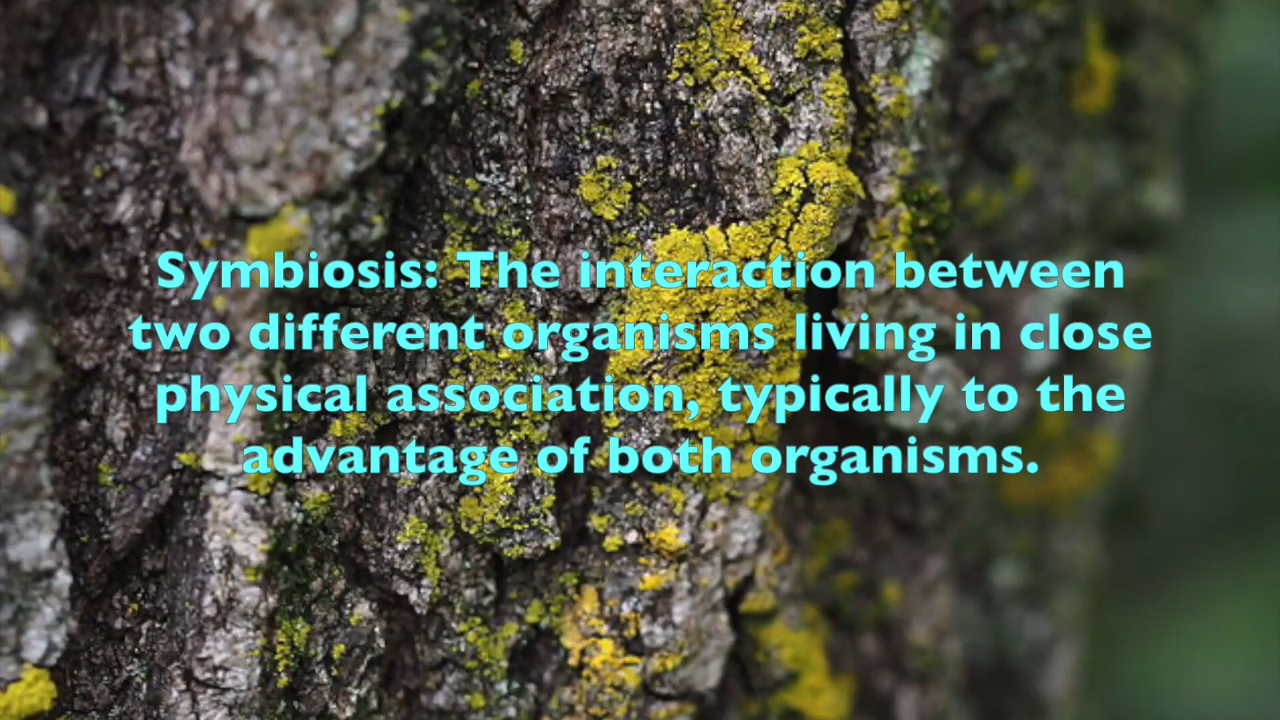 Symbiosis: The interaction between
two different organisms living in close
physical association, typically to the
advantage of both organisms.